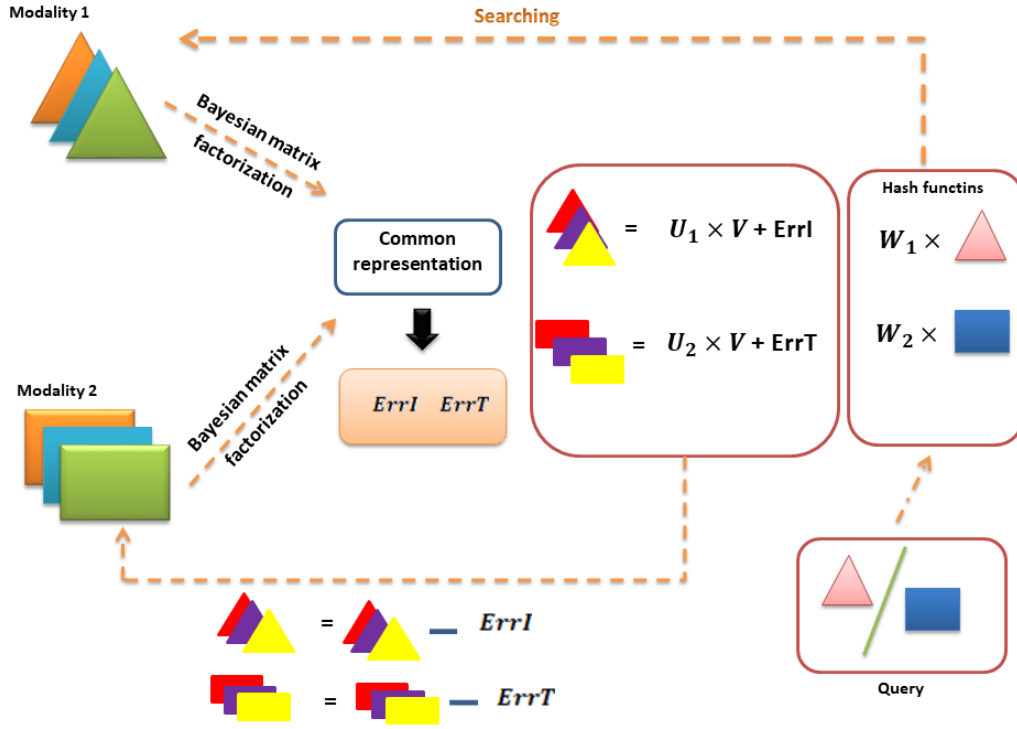 Modality 1
Searching
Bayesian matrix
factorization
Hash functins
= U₁ × V + ErrI
W₁ ×
Common
representation
= U₂ × V + ErrT
W₂ ×
Bayesian matrix
factorization
Modality 2
ErrI ErrT
= − ErrI
= − ErrT
Query